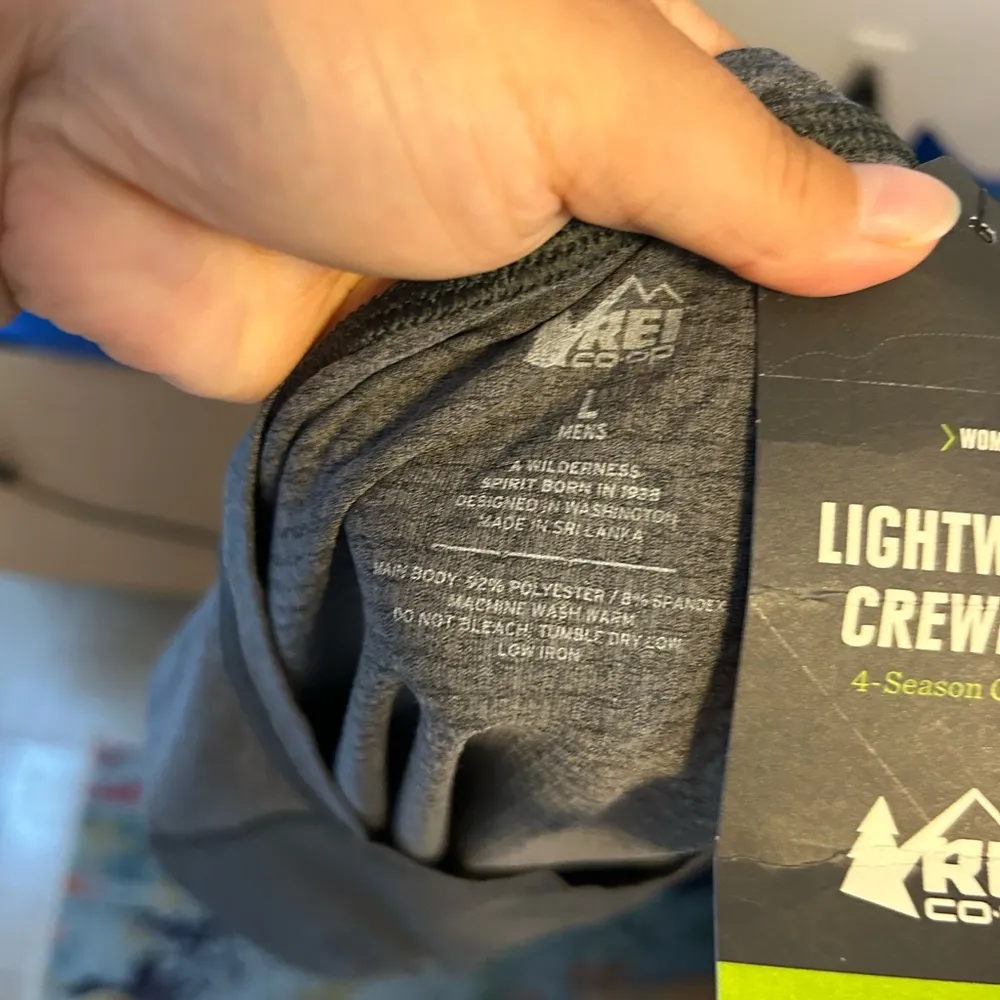 REI
CO·OP
L
MENS
A WILDERNESS
SPIRIT BORN IN 1938
DESIGNED IN WASHINGTON
MADE IN SRI LANKA
MAIN BODY: 92% POLYESTER / 8% SPANDEX
MACHINE WASH WARM
DO NOT BLEACH, TUMBLE DRY LOW
LOW IRON
WOM
LIGHTW
CREW
4-Season
RE
CO·